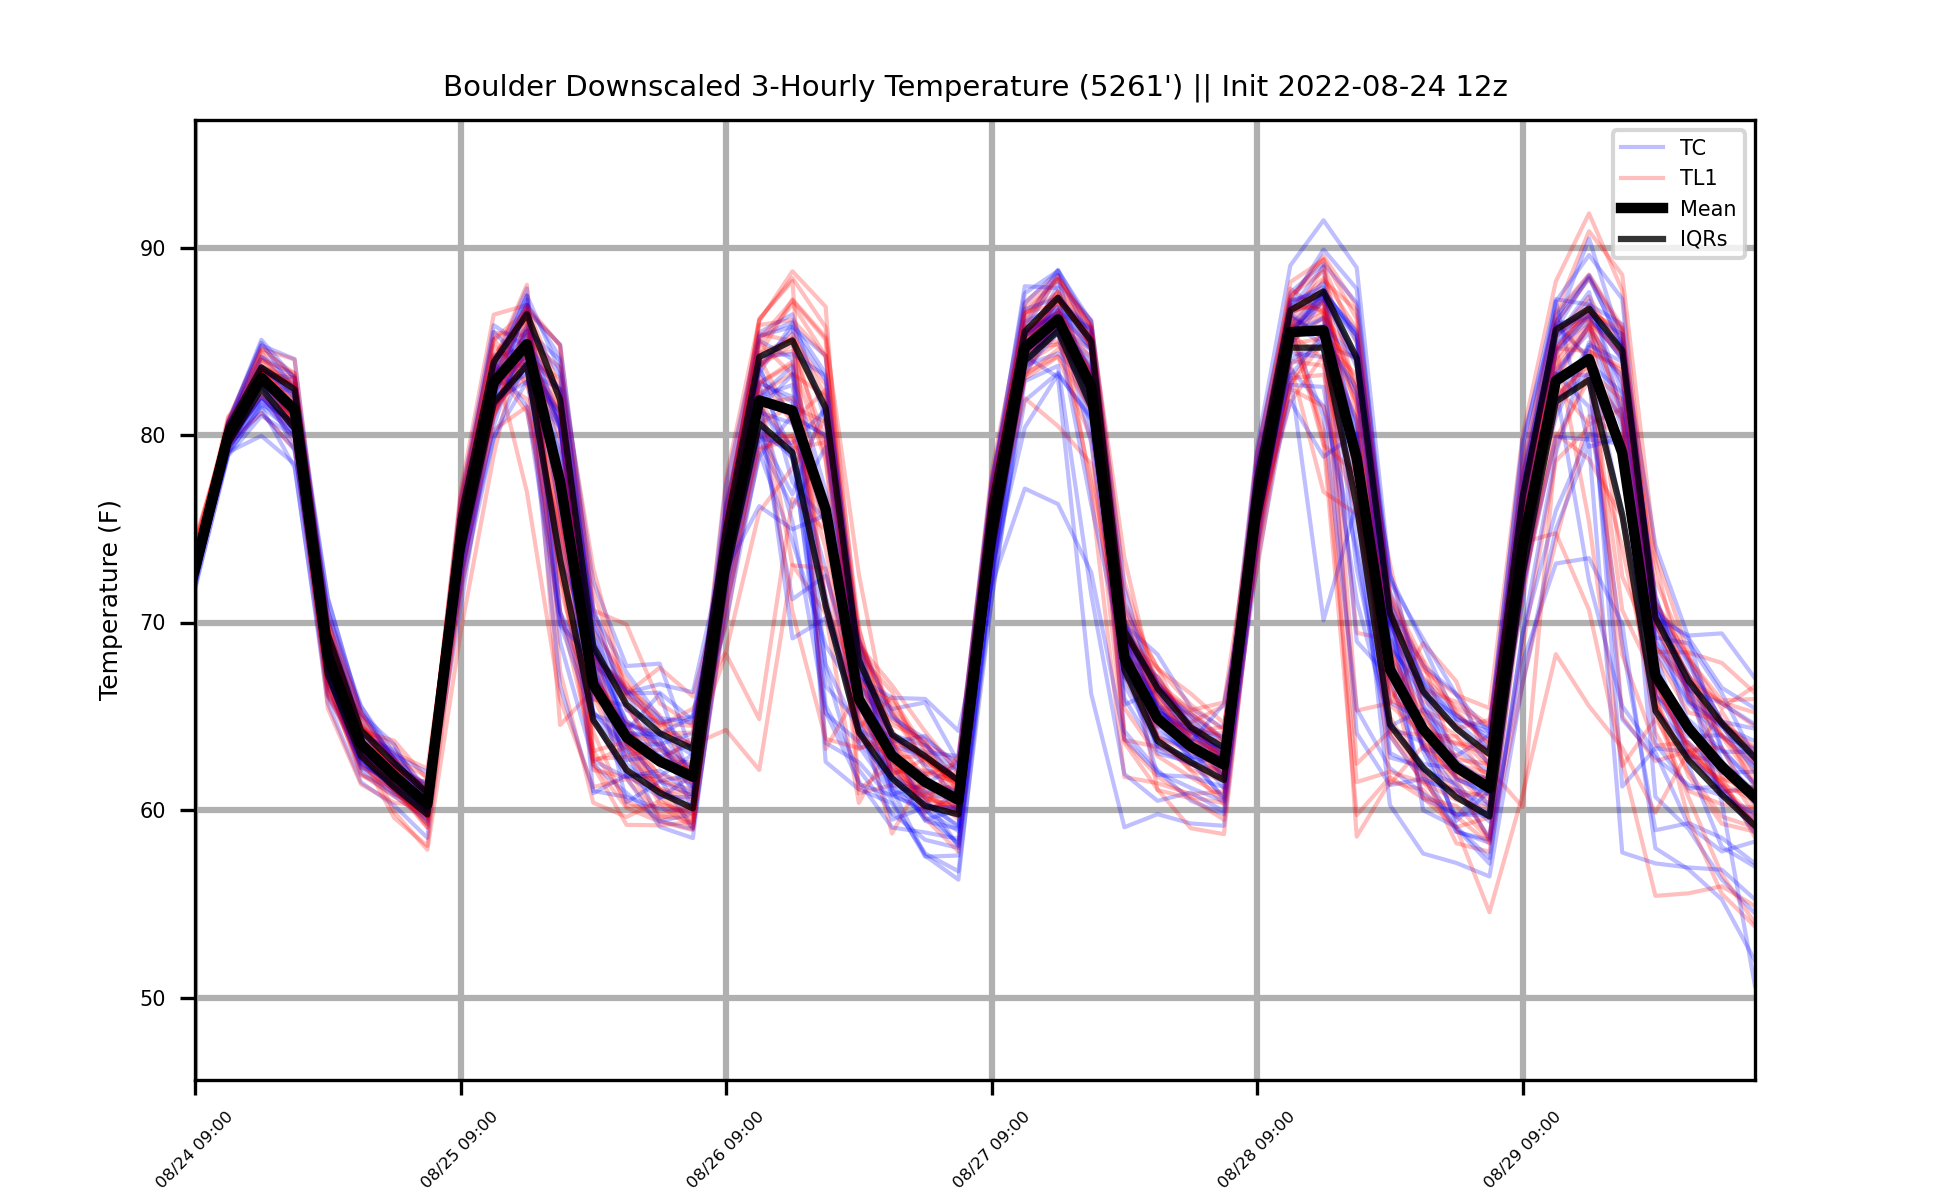 Boulder Downscaled 3-Hourly Temperature (5261') || Init 2022-08-24 12z
TC
TL1
Mean
IQRs
Temperature (F)
90
80
70
60
50
08/24 09:00
08/25 09:00
08/26 09:00
08/27 09:00
08/28 09:00
08/29 09:00